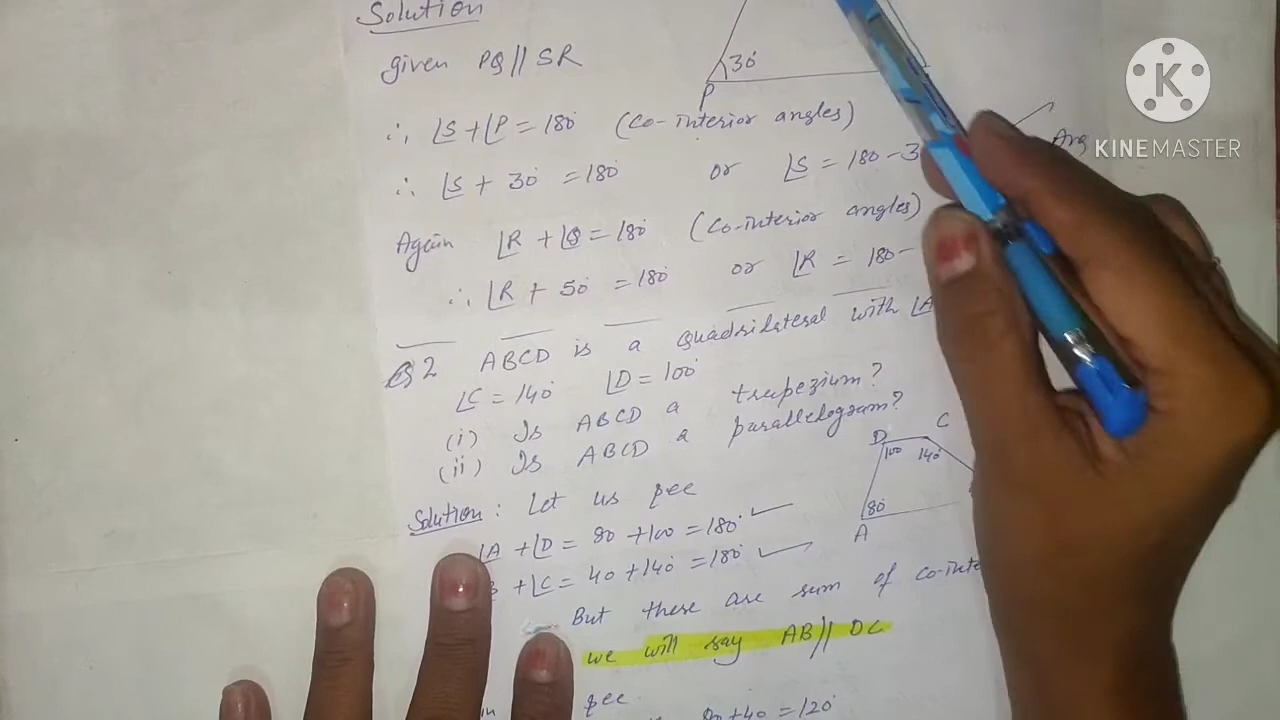 Solution
given PQ // SR
∴ ∠S + ∠P = 180° (Co-interior angles)
∴ ∠S + 30° = 180° or ∠S = 180 - 3
Again ∠R + ∠Q = 180° (Co-interior angles)
∴ ∠R + 50° = 180° or ∠R = 180 -
Q2 ABCD is a quadrilateral with ∠A
∠C = 140° ∠D = 100°
(i) Is ABCD a trapezium?
(ii) Is ABCD a parallelogram?
Solution : Let us see
∠A + ∠D = 80 + 100 = 180°
+ ∠C = 40 + 140° = 180°
But these are sum of co-inte
we will say AB // DC
see
+ 40 = 120°
30°
P
Ang
D C
100 140°
80°
A
K
KINEMASTER